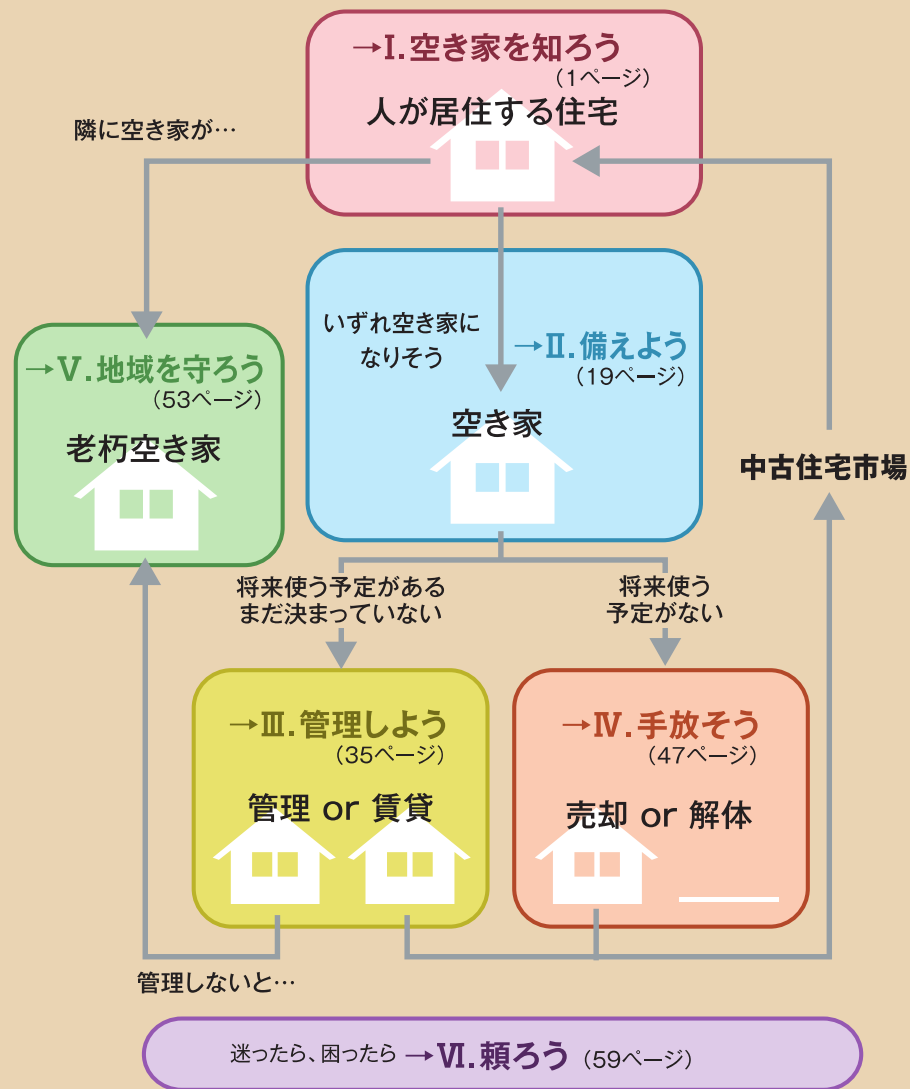 →Ⅰ.空き家を知ろう
（1ページ）
人が居住する住宅
隣に空き家が…
いずれ空き家に
なりそう
→Ⅱ.備えよう
（19ページ）
空き家
→Ⅴ.地域を守ろう
（53ページ）
老朽空き家
中古住宅市場
将来使う予定がある
まだ決まっていない
将来使う
予定がない
→Ⅲ.管理しよう
（35ページ）
管理 or 賃貸
→Ⅳ.手放そう
（47ページ）
売却 or 解体
管理しないと…
迷ったら、困ったら →Ⅵ.頼ろう （59ページ）